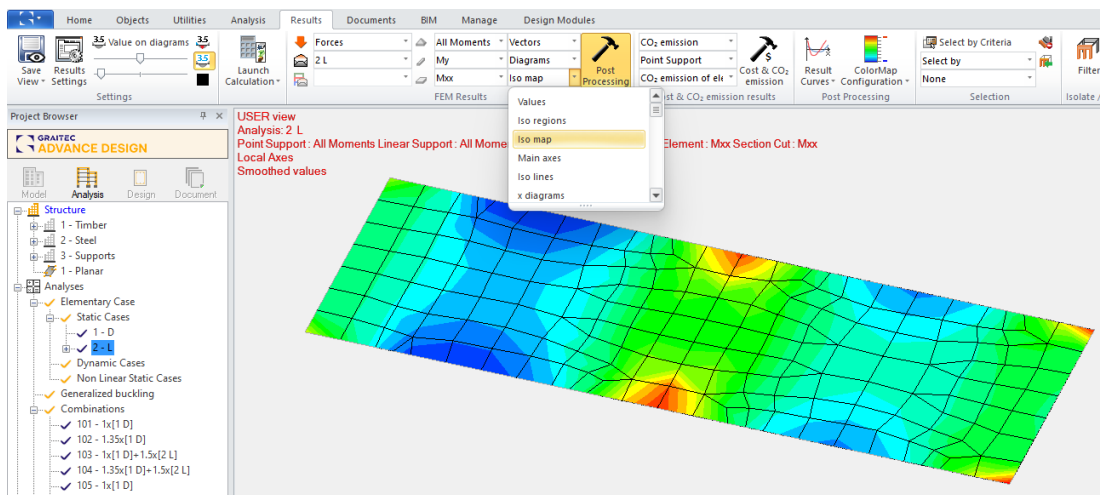 Home Objects Utilities Analysis Results Documents BIM Manage Design Modules
Save View
Results Settings
3.5 Value on diagrams 3.5
3.5
Settings
Launch Calculation
Forces
2 L
All Moments Vectors
My Diagrams
Mxx Iso map
FEM Results
Post Processing
CO₂ emission
Point Support
CO₂ emission of ele
Cost & CO₂ emission
st & CO₂ emission results
Result Curves
ColorMap Configuration
Post Processing
Select by Criteria
Select by
None
Selection
Filter
Isolate /
Values
Iso regions
Iso map
Main axes
Iso lines
x diagrams
Project Browser
GRAITEC
ADVANCE DESIGN
Model Analysis Design Document
Structure
1 - Timber
2 - Steel
3 - Supports
1 - Planar
Analyses
Elementary Case
Static Cases
1 - D
2 - L
Dynamic Cases
Non Linear Static Cases
Generalized buckling
Combinations
101 - 1x[1 D]
102 - 1.35x[1 D]
103 - 1x[1 D]+1.5x[2 L]
104 - 1.35x[1 D]+1.5x[2 L]
105 - 1x[1 D]
USER view
Analysis: 2 L
Point Support : All Moments Linear Support : All Mome Element : Mxx Section Cut : Mxx
Local Axes
Smoothed values